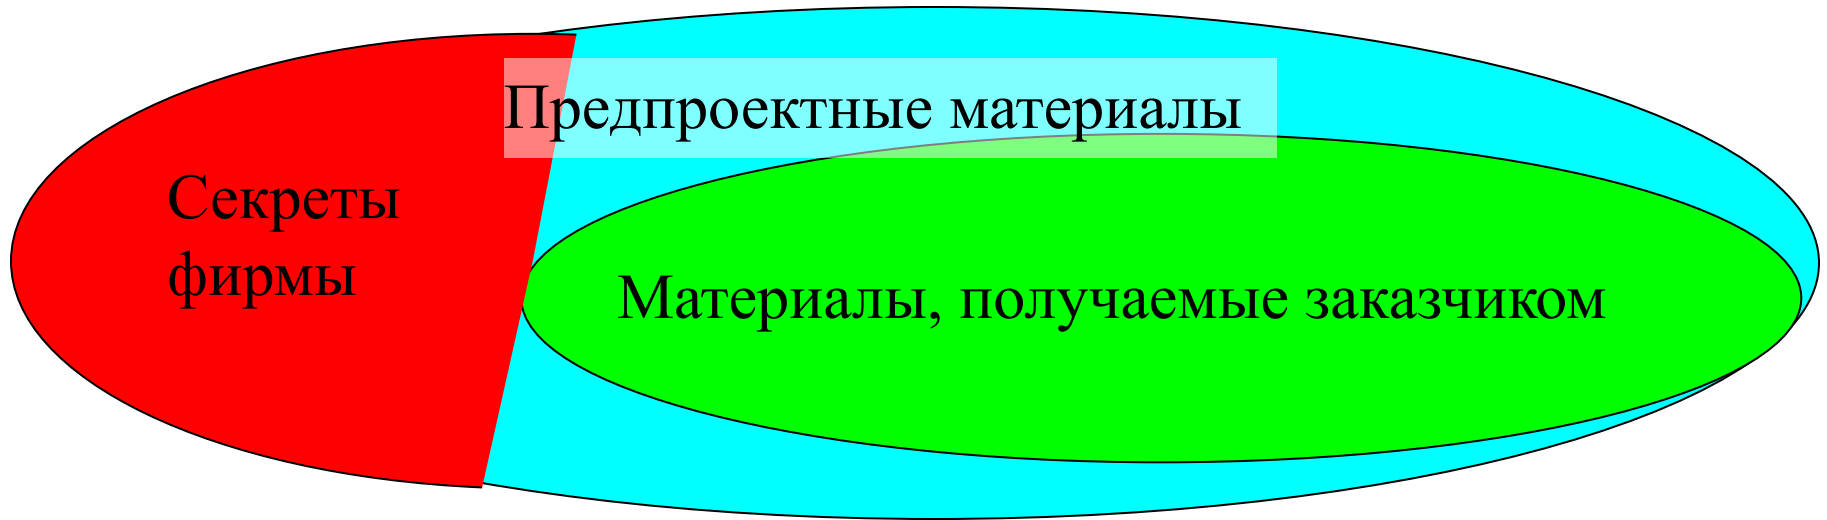 Предпроектные материалы
Секреты
фирмы
Материалы, получаемые заказчиком